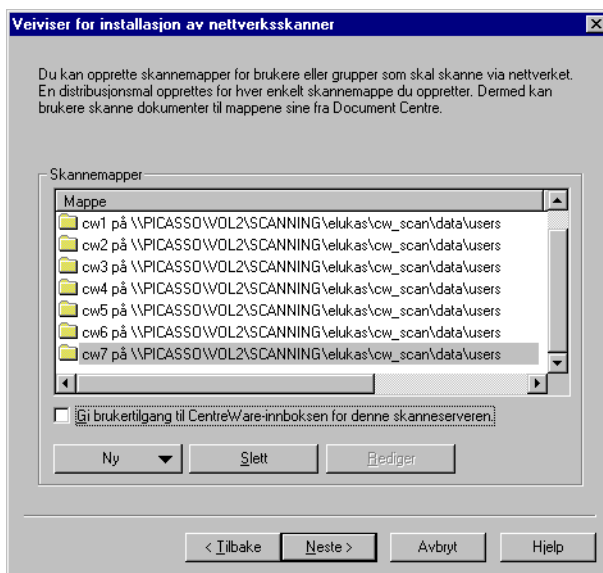 Veiviser for installasjon av nettverksskanner
Du kan opprette skannemapper for brukere eller grupper som skal skanne via nettverket.
En distribusjonsmal opprettes for hver enkelt skannemappe du oppretter. Dermed kan
brukere skanne dokumenter til mappene sine fra Document Centre.
Skannemapper
Mappe
cw1 på \\PICASSO\VOL2\SCANNING\elukas\cw_scan\data\users
cw2 på \\PICASSO\VOL2\SCANNING\elukas\cw_scan\data\users
cw3 på \\PICASSO\VOL2\SCANNING\elukas\cw_scan\data\users
cw4 på \\PICASSO\VOL2\SCANNING\elukas\cw_scan\data\users
cw5 på \\PICASSO\VOL2\SCANNING\elukas\cw_scan\data\users
cw6 på \\PICASSO\VOL2\SCANNING\elukas\cw_scan\data\users
cw7 på \\PICASSO\VOL2\SCANNING\elukas\cw_scan\data\users
Gi brukertilgang til CentreWare-innboksen for denne skanneserveren.
Ny Slett Rediger
< Tilbake Neste > Avbryt Hjelp